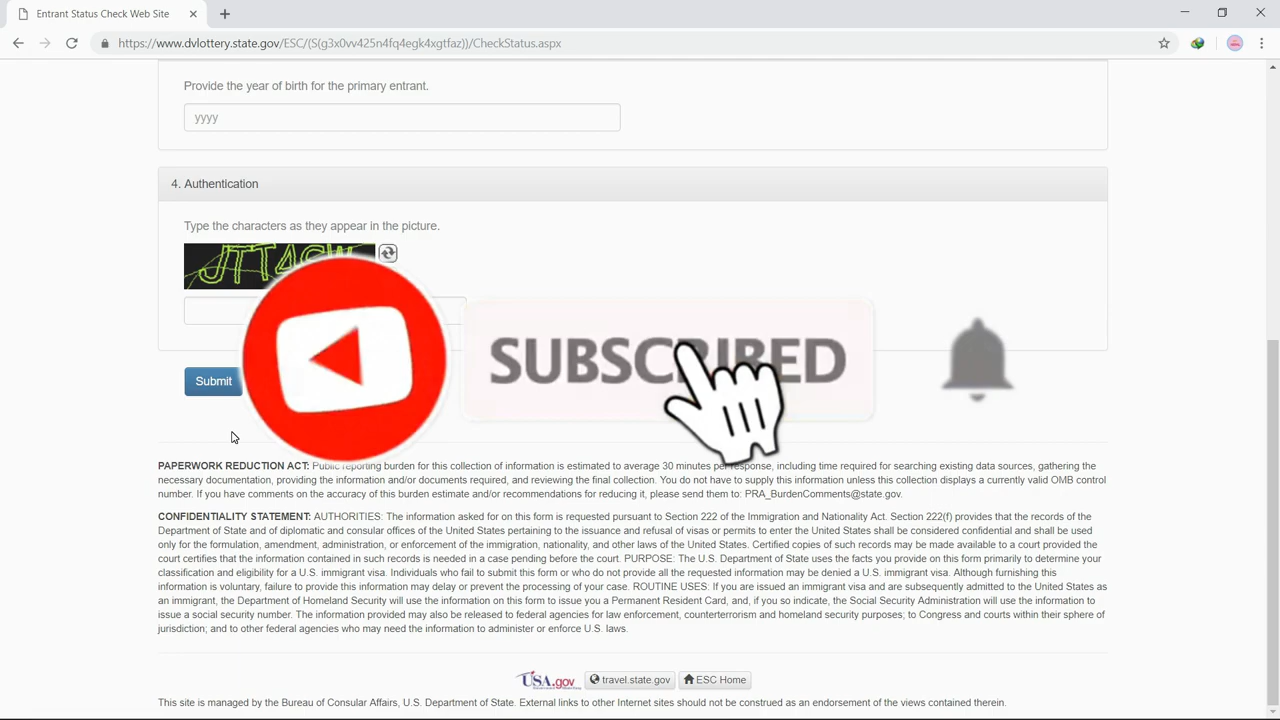 Entrant Status Check Web Site
https://www.dvlottery.state.gov/ESC/(S(g3x0vv425n4fq4egk4xgtfaz))/CheckStatus.aspx
Provide the year of birth for the primary entrant.
yyyy
4. Authentication
Type the characters as they appear in the picture.
SUBSCRIBED
Submit
PAPERWORK REDUCTION ACT: Public reporting burden for this collection of information is estimated to average 30 minutes per response, including time required for searching existing data sources, gathering the
necessary documentation, providing the information and/or documents required, and reviewing the final collection. You do not have to supply this information unless this collection displays a currently valid OMB control
number. If you have comments on the accuracy of this burden estimate and/or recommendations for reducing it, please send them to: PRA_BurdenComments@state.gov.
CONFIDENTIALITY STATEMENT: AUTHORITIES: The information asked for on this form is requested pursuant to Section 222 of the Immigration and Nationality Act. Section 222(f) provides that the records of the
Department of State and of diplomatic and consular offices of the United States pertaining to the issuance and refusal of visas or permits to enter the United States shall be considered confidential and shall be used
only for the formulation, amendment, administration, or enforcement of the immigration, nationality, and other laws of the United States. Certified copies of such records may be made available to a court provided the
court certifies that the information contained in such records is needed in a case pending before the court. PURPOSE: The U.S. Department of State uses the facts you provide on this form primarily to determine your
classification and eligibility for a U.S. immigrant visa. Individuals who fail to submit this form or who do not provide all the requested information may be denied a U.S. immigrant visa. Although furnishing this
information is voluntary, failure to provide this information may delay or prevent the processing of your case. ROUTINE USES: If you are issued an immigrant visa and are subsequently admitted to the United States as
an immigrant, the Department of Homeland Security will use the information on this form to issue you a Permanent Resident Card, and, if you so indicate, the Social Security Administration will use the information to
issue a social security number. The information provided may also be released to federal agencies for law enforcement, counterterrorism and homeland security purposes; to Congress and courts within their sphere of
jurisdiction; and to other federal agencies who may need the information to administer or enforce U.S. laws.
USA.gov travel.state.gov ESC Home
This site is managed by the Bureau of Consular Affairs, U.S. Department of State. External links to other Internet sites should not be construed as an endorsement of the views contained therein.